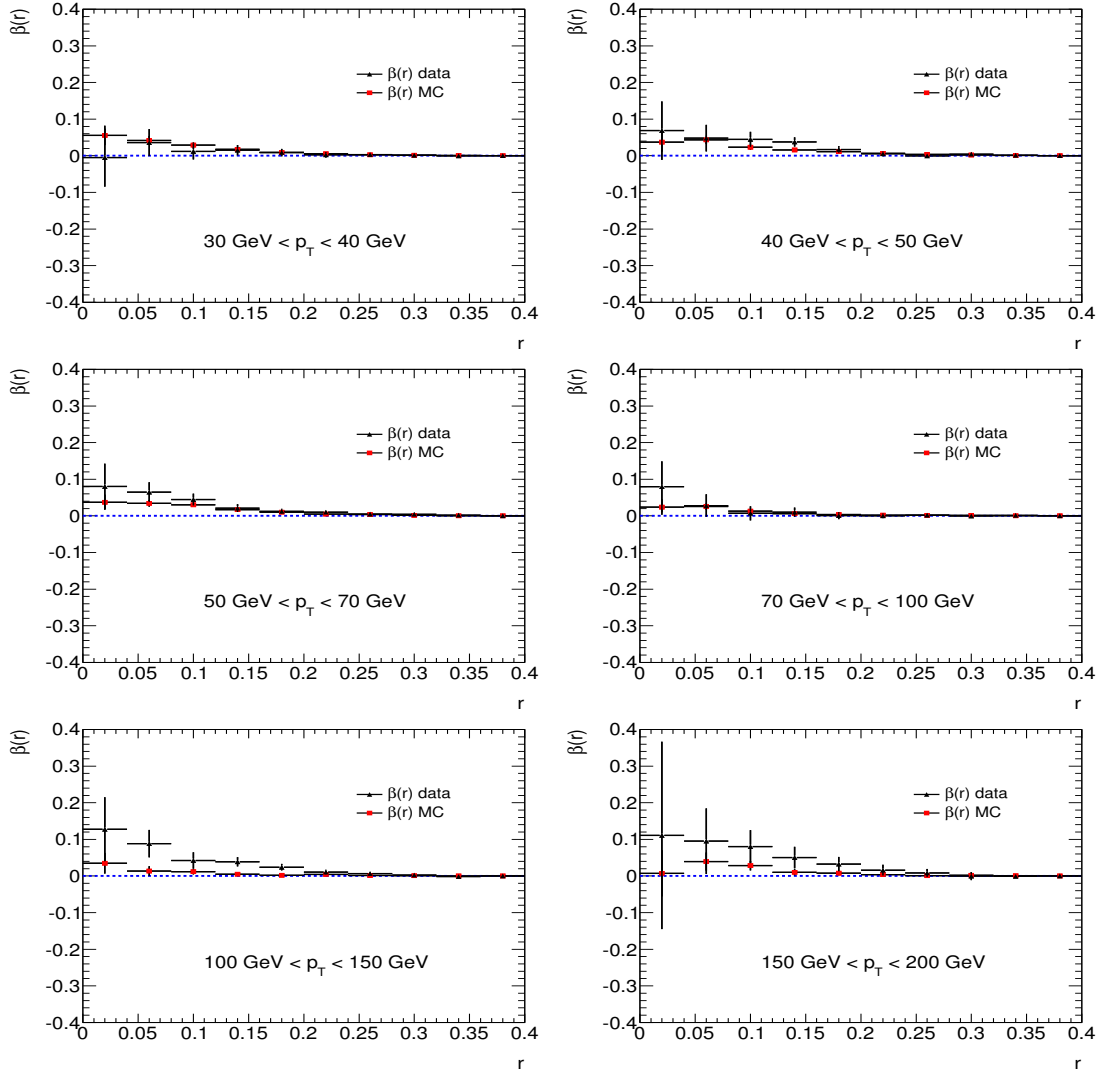 β(r)
0.4
0.3
0.2
0.1
0
-0.1
-0.2
-0.3
-0.4
0 0.05 0.1 0.15 0.2 0.25 0.3 0.35 0.4
r
β(r) data
β(r) MC
30 GeV < p_T < 40 GeV
β(r)
0.4
0.3
0.2
0.1
0
-0.1
-0.2
-0.3
-0.4
0 0.05 0.1 0.15 0.2 0.25 0.3 0.35 0.4
r
β(r) data
β(r) MC
40 GeV < p_T < 50 GeV
β(r)
0.4
0.3
0.2
0.1
0
-0.1
-0.2
-0.3
-0.4
0 0.05 0.1 0.15 0.2 0.25 0.3 0.35 0.4
r
β(r) data
β(r) MC
50 GeV < p_T < 70 GeV
β(r)
0.4
0.3
0.2
0.1
0
-0.1
-0.2
-0.3
-0.4
0 0.05 0.1 0.15 0.2 0.25 0.3 0.35 0.4
r
β(r) data
β(r) MC
70 GeV < p_T < 100 GeV
β(r)
0.4
0.3
0.2
0.1
0
-0.1
-0.2
-0.3
-0.4
0 0.05 0.1 0.15 0.2 0.25 0.3 0.35 0.4
r
β(r) data
β(r) MC
100 GeV < p_T < 150 GeV
β(r)
0.4
0.3
0.2
0.1
0
-0.1
-0.2
-0.3
-0.4
0 0.05 0.1 0.15 0.2 0.25 0.3 0.35 0.4
r
β(r) data
β(r) MC
150 GeV < p_T < 200 GeV